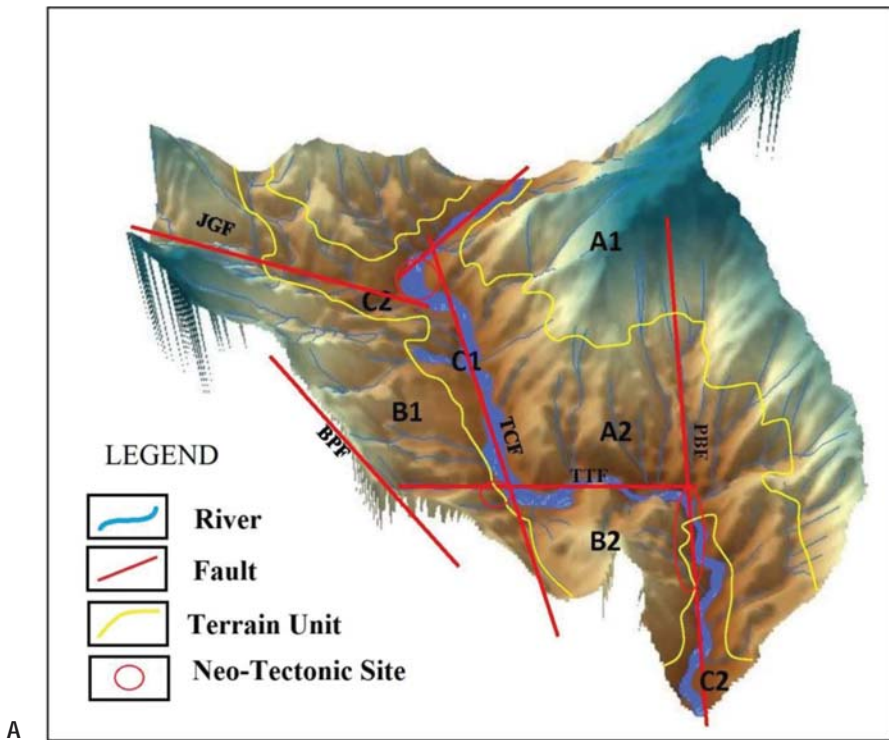 A1
JGF
C2
C1
B1
TCF
A2
PBF
BPF
TTF
B2
LEGEND
River
Fault
Terrain Unit
Neo-Tectonic Site
C2
A